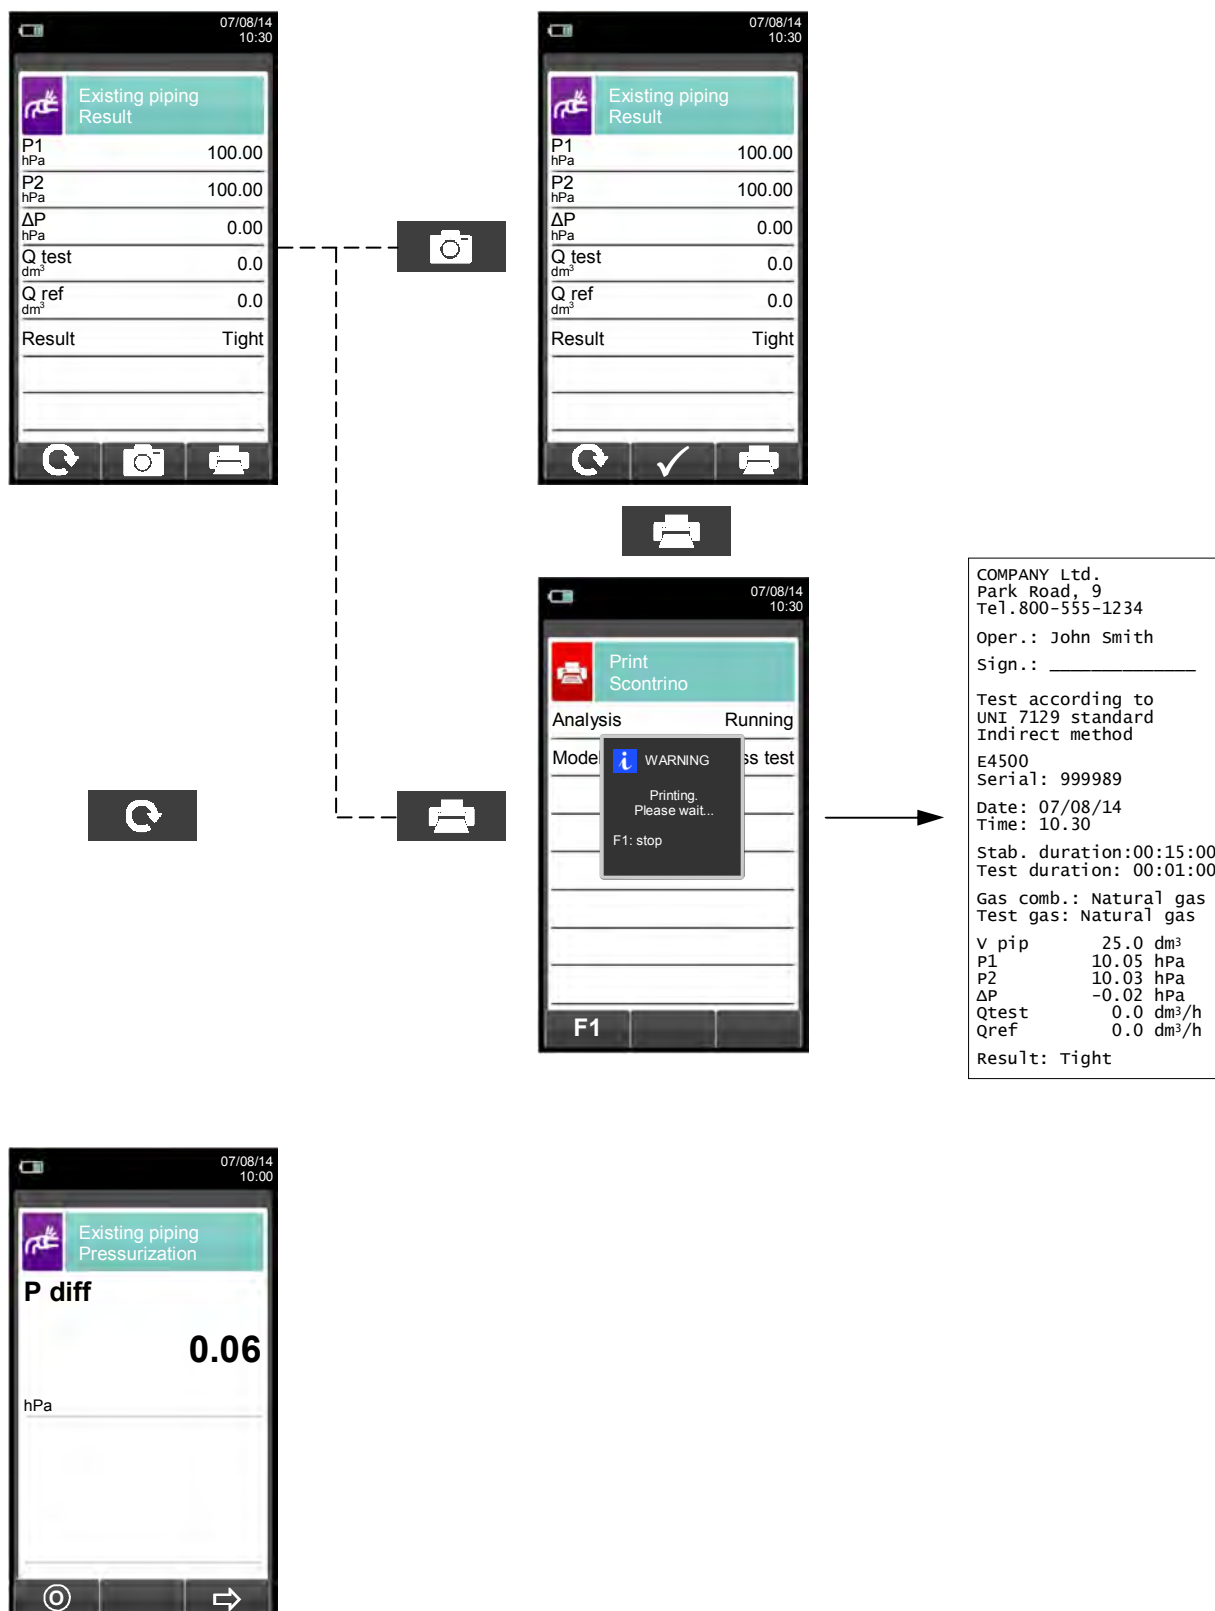 07/08/14
10:30
Existing piping
Result
P1
hPa
100.00
P2
hPa
100.00
ΔP
hPa
0.00
Q test
dm³
0.0
Q ref
dm³
0.0
Result Tight
07/08/14
10:30
Existing piping
Result
P1
hPa
100.00
P2
hPa
100.00
ΔP
hPa
0.00
Q test
dm³
0.0
Q ref
dm³
0.0
Result Tight
07/08/14
10:30
Print
Scontrino
Analysis Running
Mode ss test
i WARNING
Printing.
Please wait...
F1: stop
F1
COMPANY Ltd.
Park Road, 9
Tel.800-555-1234
Oper.: John Smith
Sign.: ______________
Test according to
UNI 7129 standard
Indirect method
E4500
Serial: 999989
Date: 07/08/14
Time: 10.30
Stab. duration:00:15:00
Test duration: 00:01:00
Gas comb.: Natural gas
Test gas: Natural gas
V pip 25.0 dm³
P1 10.05 hPa
P2 10.03 hPa
ΔP -0.02 hPa
Qtest 0.0 dm³/h
Qref 0.0 dm³/h
Result: Tight
07/08/14
10:00
Existing piping
Pressurization
P diff
0.06
hPa